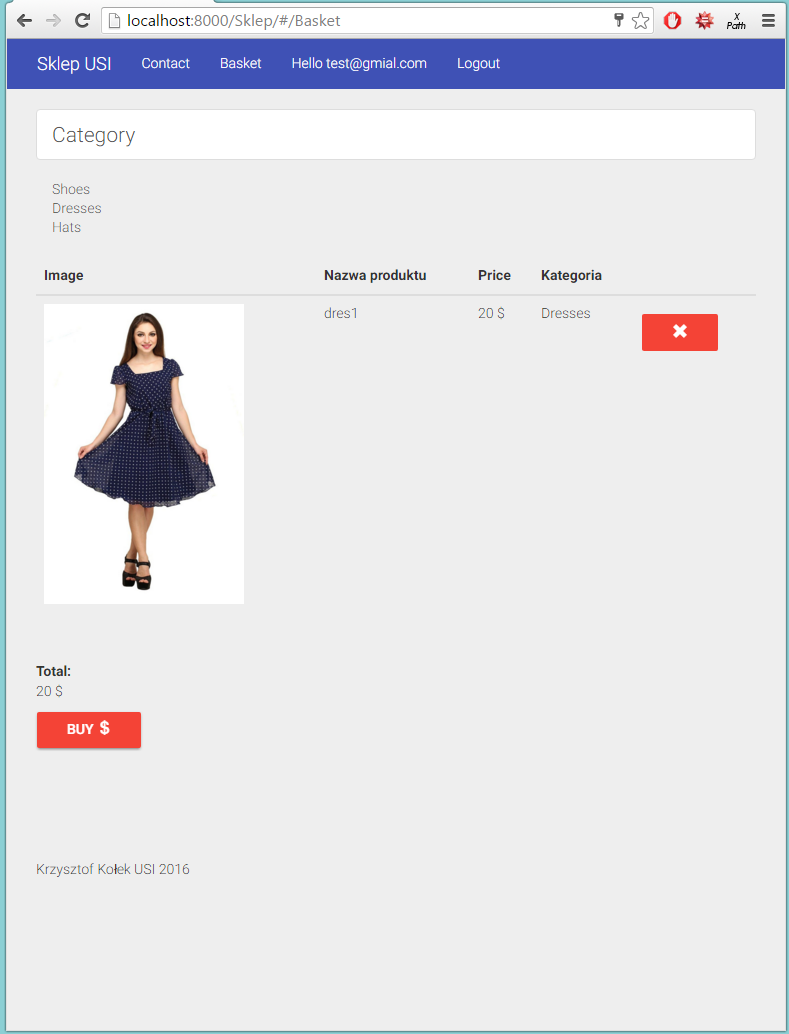 localhost:8000/Sklep/#/Basket
X
Path
Sklep USI Contact Basket Hello test@gmial.com Logout
Category
Shoes
Dresses
Hats
Image Nazwa produktu Price Kategoria
dres1 20 $ Dresses
Total:
20 $
BUY $
Krzysztof Kołek USI 2016